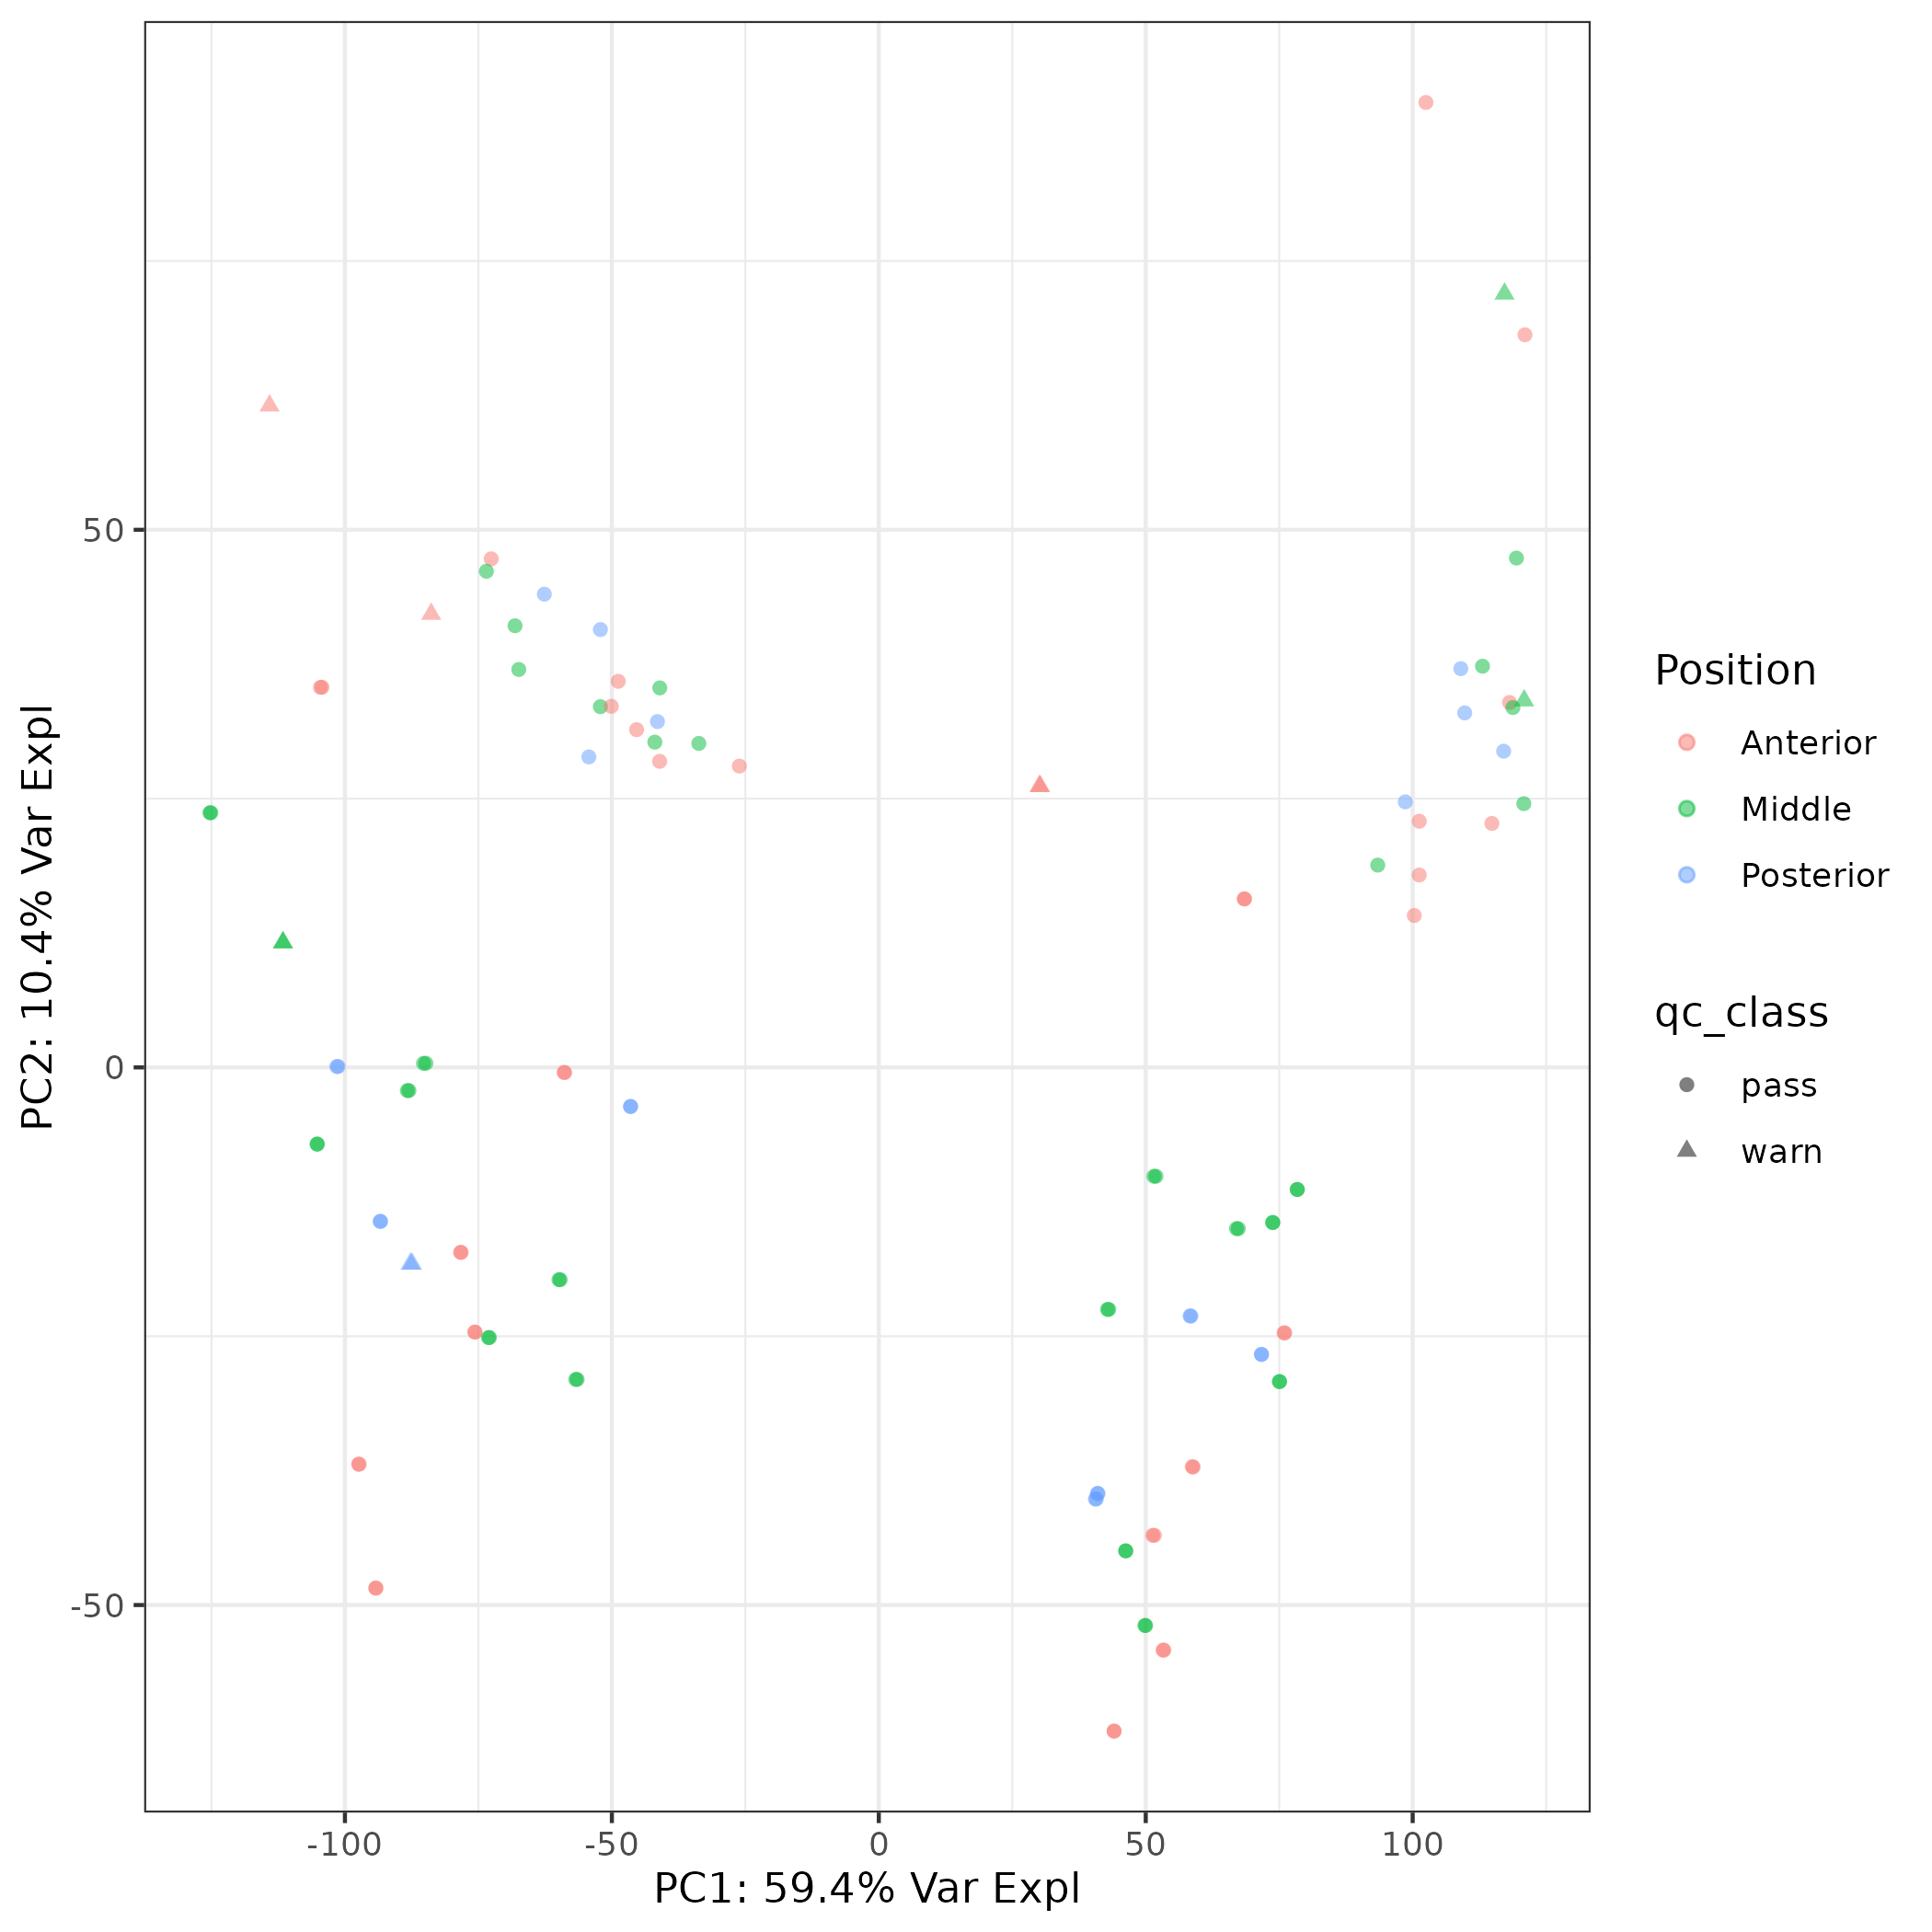 50
0
-50
-100
-50
0
50
100
PC1: 59.4% Var Expl
PC2: 10.4% Var Expl
Position
Anterior
Middle
Posterior
qc_class
pass
warn